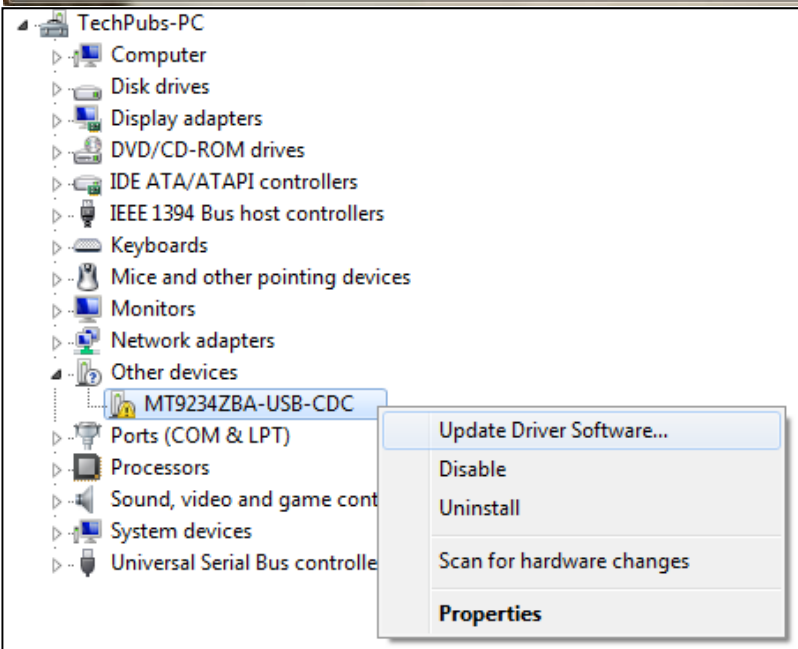 TechPubs-PC
Computer
Disk drives
Display adapters
DVD/CD-ROM drives
IDE ATA/ATAPI controllers
IEEE 1394 Bus host controllers
Keyboards
Mice and other pointing devices
Monitors
Network adapters
Other devices
MT9234ZBA-USB-CDC
Ports (COM & LPT)
Processors
Sound, video and game cont
System devices
Universal Serial Bus controlle
Update Driver Software...
Disable
Uninstall
Scan for hardware changes
Properties